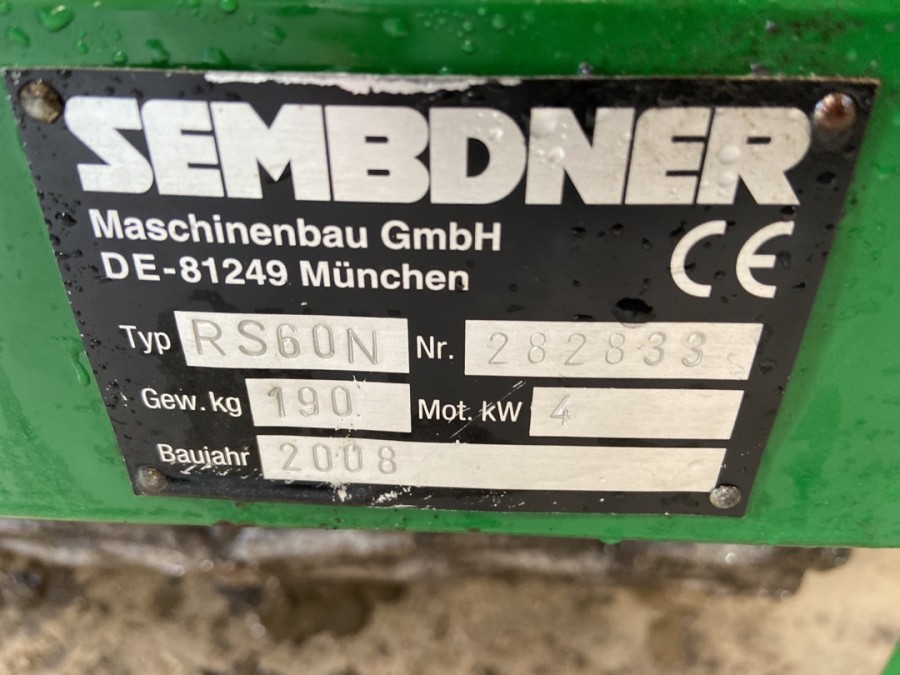 SEMBDNER
Maschinenbau GmbH
DE-81249 München
CE
Typ RS60N Nr. 282833
Gew. kg 190 Mot. kW 4
Baujahr 2008